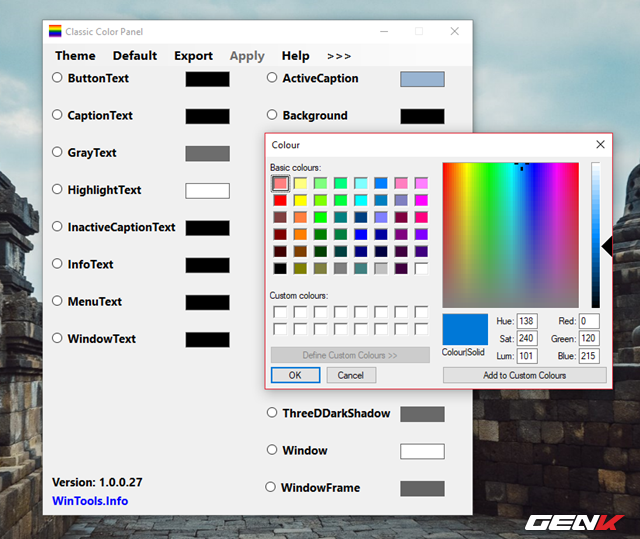 Classic Color Panel
Theme Default Export Apply Help >>>
ButtonText
CaptionText
GrayText
HighlightText
InactiveCaptionText
InfoText
MenuText
WindowText
ActiveCaption
Background
Colour
Basic colours:
Custom colours:
Define Custom Colours >>
OK Cancel
Colour|Solid
Hue: 138 Red: 0
Sat: 240 Green: 120
Lum: 101 Blue: 215
Add to Custom Colours
ThreeDDarkShadow
Window
WindowFrame
Version: 1.0.0.27
WinTools.Info
GENK